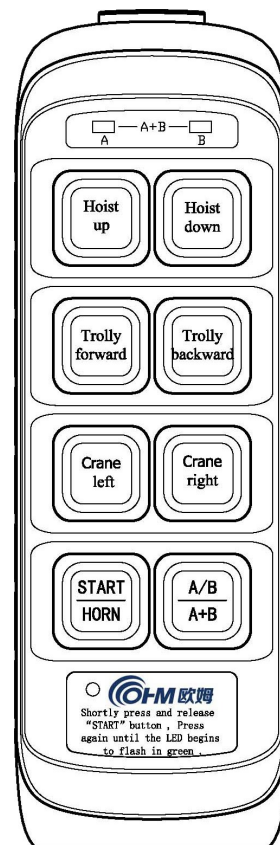 A+B
A B
Hoist
up
Hoist
down
Trolly
forward
Trolly
backward
Crane
left
Crane
right
START
HORN
A/B
A+B
OHM欧姆
Shortly press and release
“START” button , Press
again until the LED begins
to flash in green .